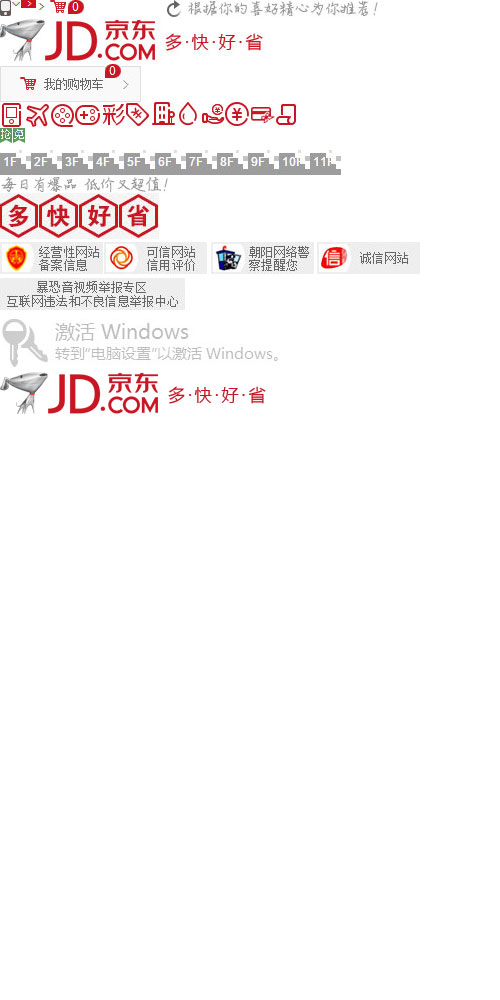 0 根据你的喜好精心为你推荐!
JD 京东 .COM 多·快·好·省
我的购物车 0
彩
抢 免
1F 2F 3F 4F 5F 6F 7F 8F 9F 10F 11F
每日有爆品 低价又超值!
多 快 好 省
经营性网站 备案信息 可信网站 信用评价 朝阳网络警 察提醒您 诚信网站
信
暴恐音视频举报专区
互联网违法和不良信息举报中心
激活 Windows
转到“电脑设置”以激活 Windows。
JD 京东 .COM 多·快·好·省